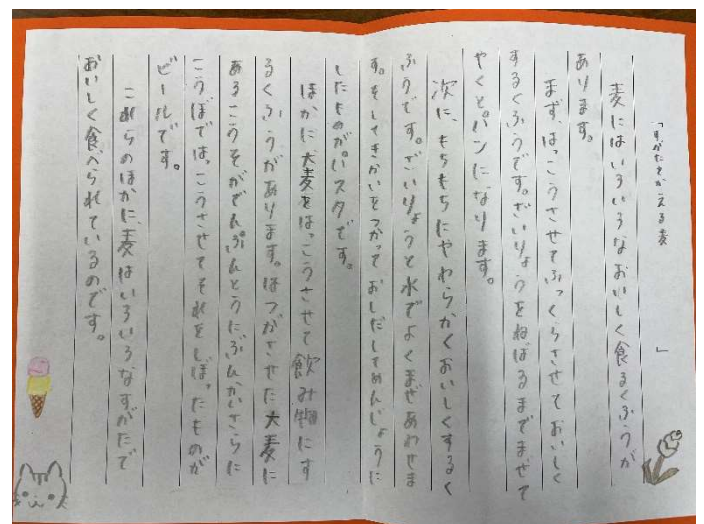 「すがたをかえる麦　」
麦にはいろいろなおいしく食るくふうが
あります。
まず、はっこうさせてふっくらさせておいしく
するくふうです。ざいりょうをねばるまでまぜて
やくとパンになります。
次に、もちもちにやわらかくおいしくするく
ふうです。ざいりょうと水でよくまぜあわせま
す。そしてきかいをつかっておしだしてめんじょうに
したものがパスタです。
ほかに、大麦をはっこうさせて飲み物にす
るくふうがあります。はつがさせた大麦に
あるこうそがでんぷんとうにぶんかいさらに
こうぼではっこうさせてそれをしぼったものが
ビールです。
これらのほかに、麦はいろいろなすがたで
おいしく食べられているのです。